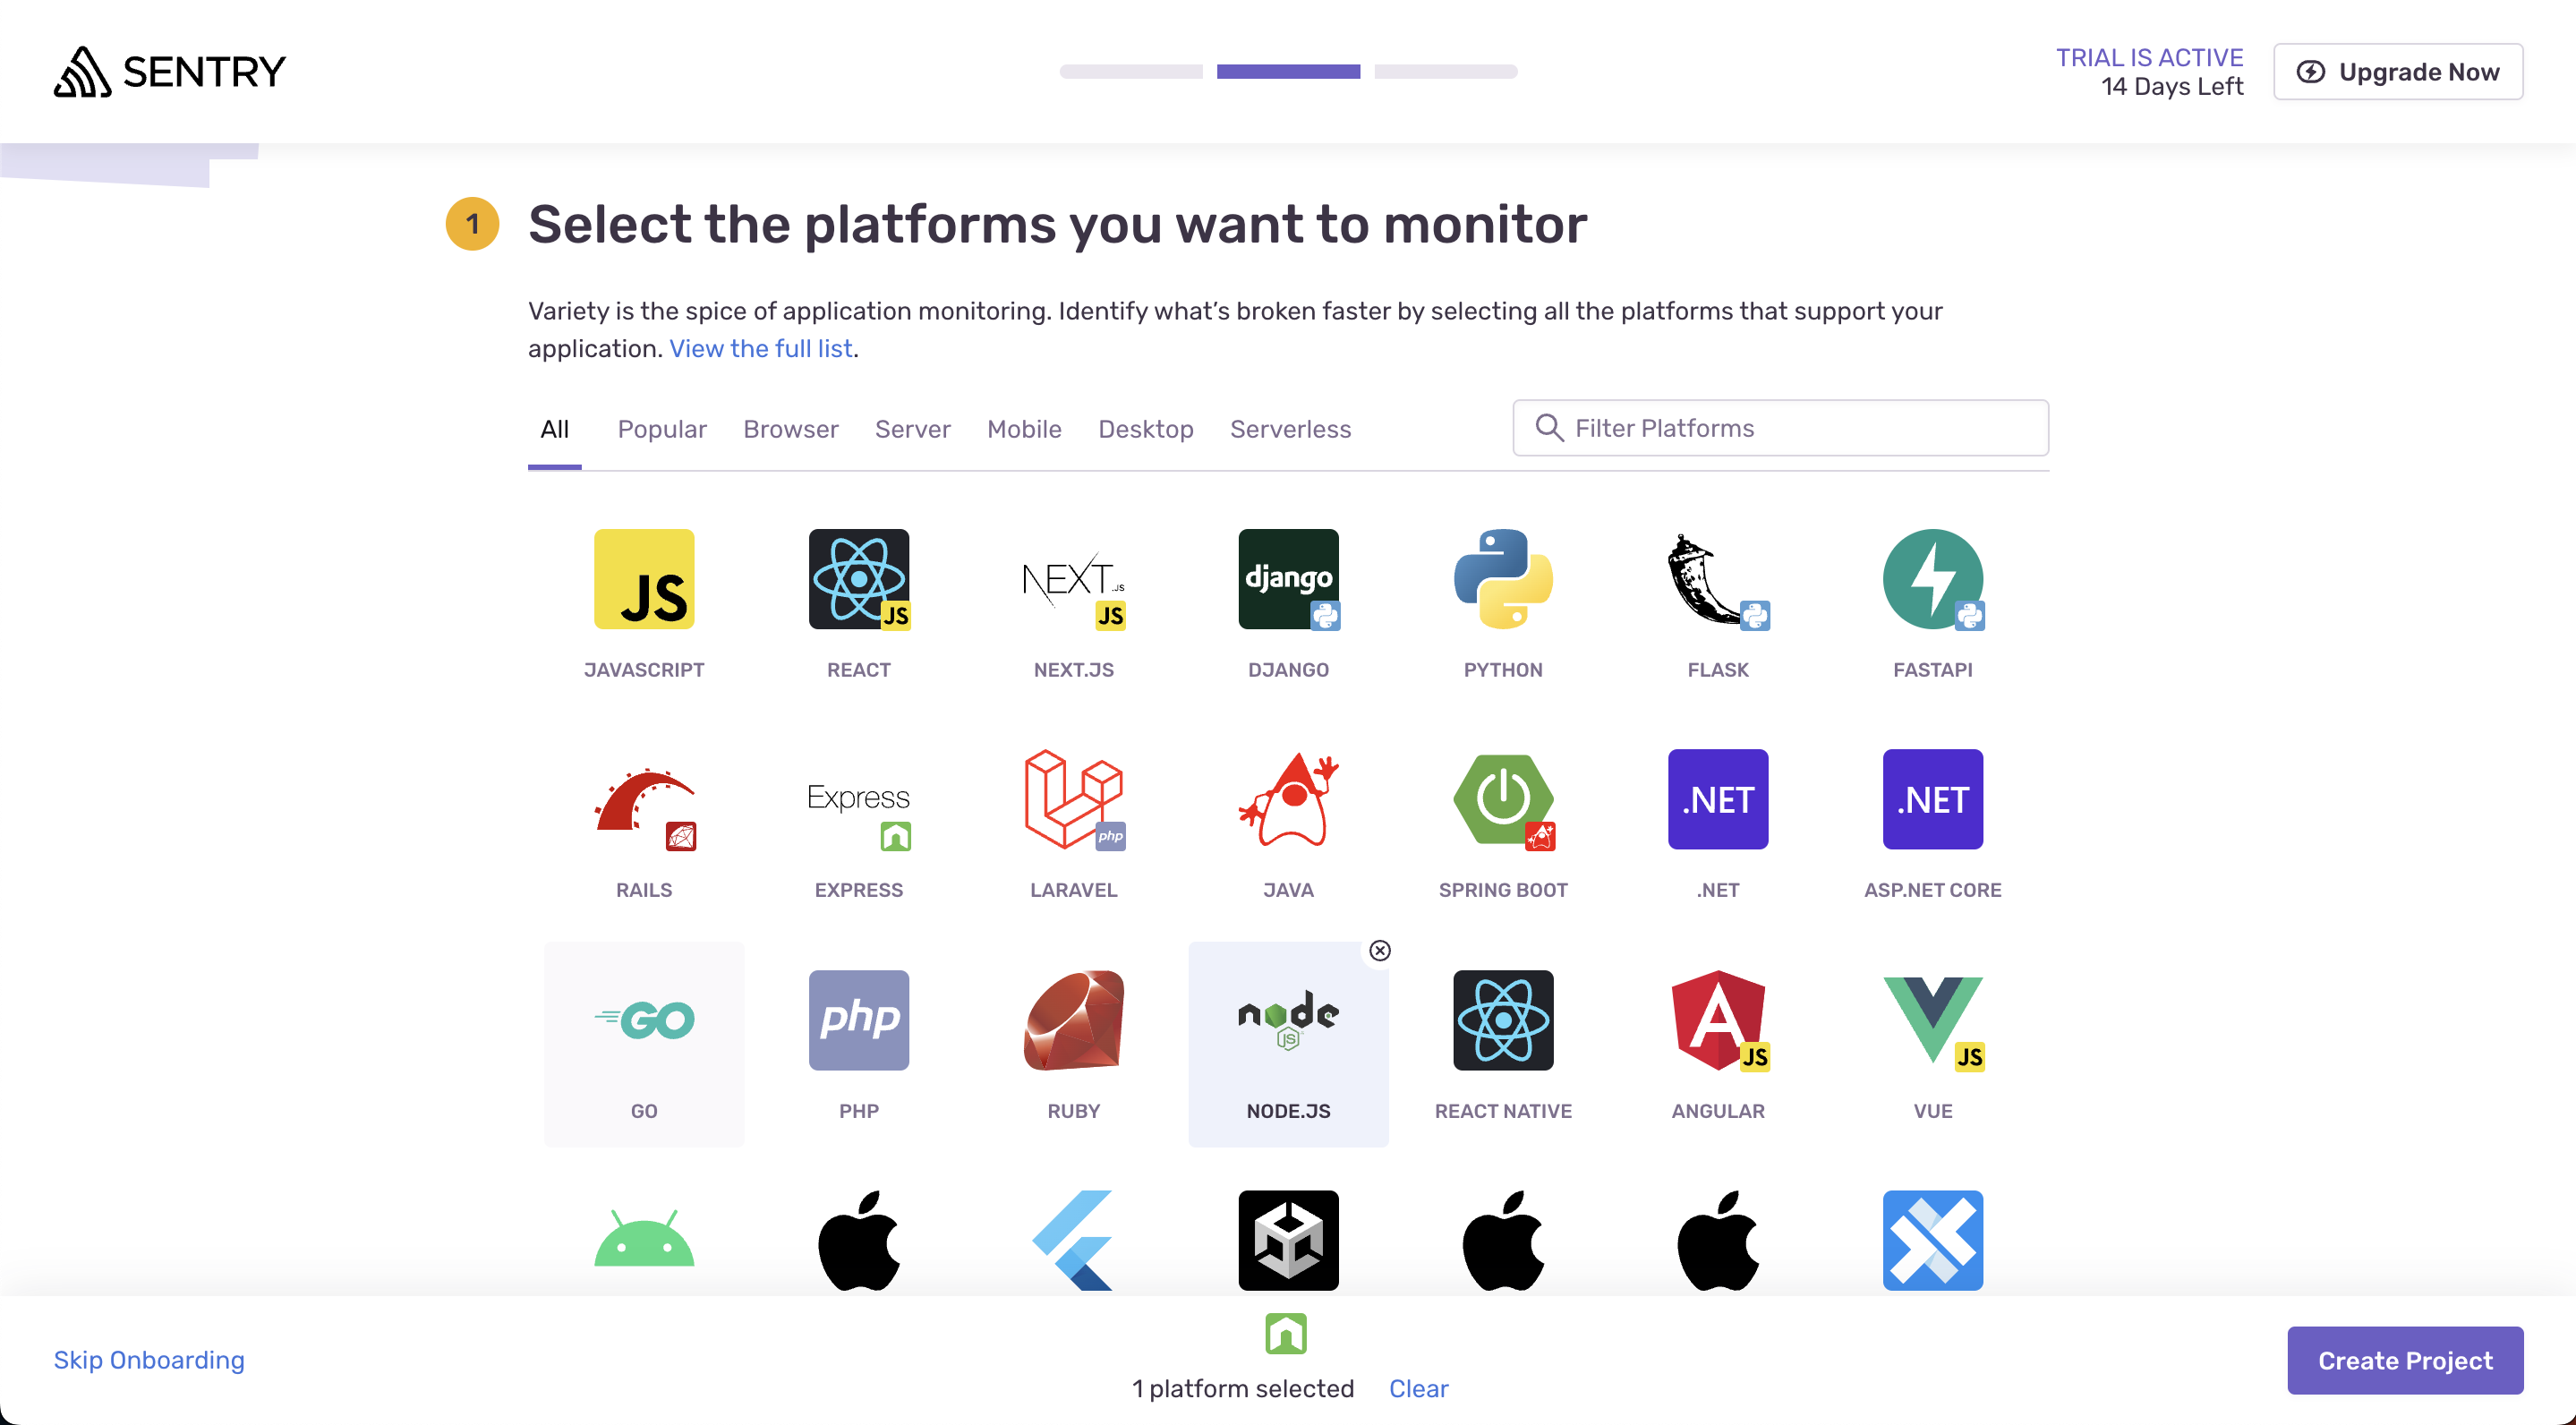 SENTRY
TRIAL IS ACTIVE
14 Days Left
Upgrade Now
1
Select the platforms you want to monitor
Variety is the spice of application monitoring. Identify what’s broken faster by selecting all the platforms that support your
application. View the full list.
All
Popular
Browser
Server
Mobile
Desktop
Serverless
Filter Platforms
JS
JS
NEXT.JS
JS
django
JAVASCRIPT
REACT
NEXT.JS
DJANGO
PYTHON
FLASK
FASTAPI
Express
php
.NET
.NET
RAILS
EXPRESS
LARAVEL
JAVA
SPRING BOOT
.NET
ASP.NET CORE
GO
php
node
JS
A
JS
JS
GO
PHP
RUBY
NODE.JS
REACT NATIVE
ANGULAR
VUE
Skip Onboarding
1 platform selected
Clear
Create Project